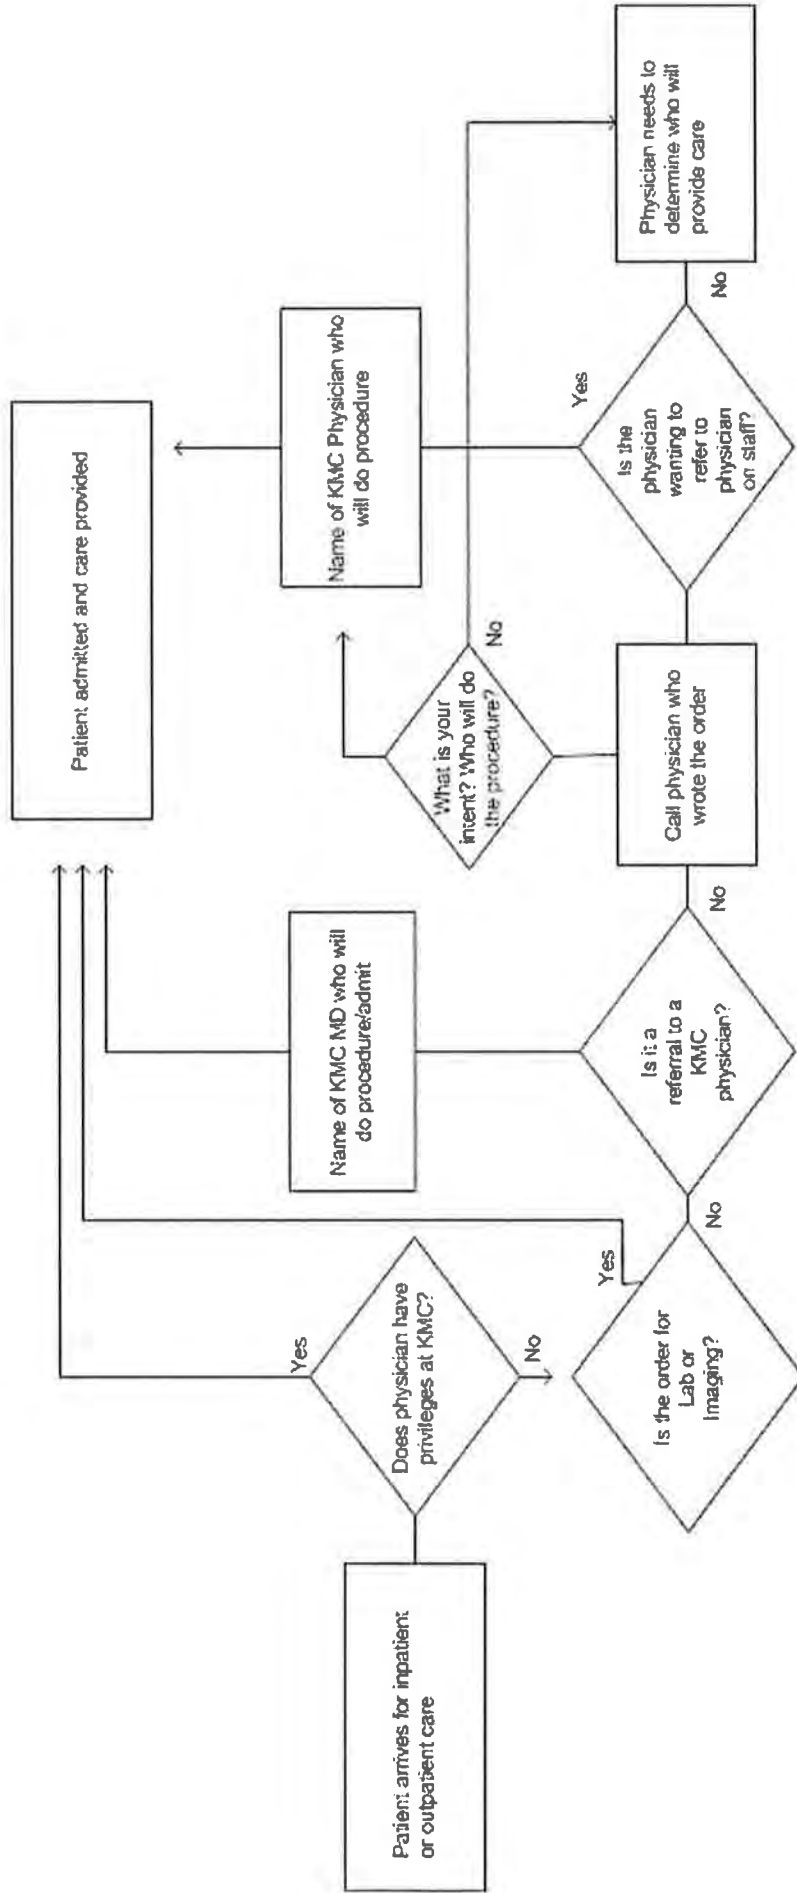 Patient arrives for inpatient
or outpatient care
Does physician have
privileges at KMC?
Yes
No
Is the order for
Lab or
Imaging?
Yes
No
Name of KMC MD who will
do procedure/admit
Is it a
referral to a
KMC
physician?
No
Call physician who
wrote the order
What is your
intent? Who will do
the procedure?
No
Is the
physician
wanting to
refer to
physician
on staff?
Yes
No
Name of KMC Physician who
will do procedure
Physician needs to
determine who will
provide care
Patient admitted and care provided